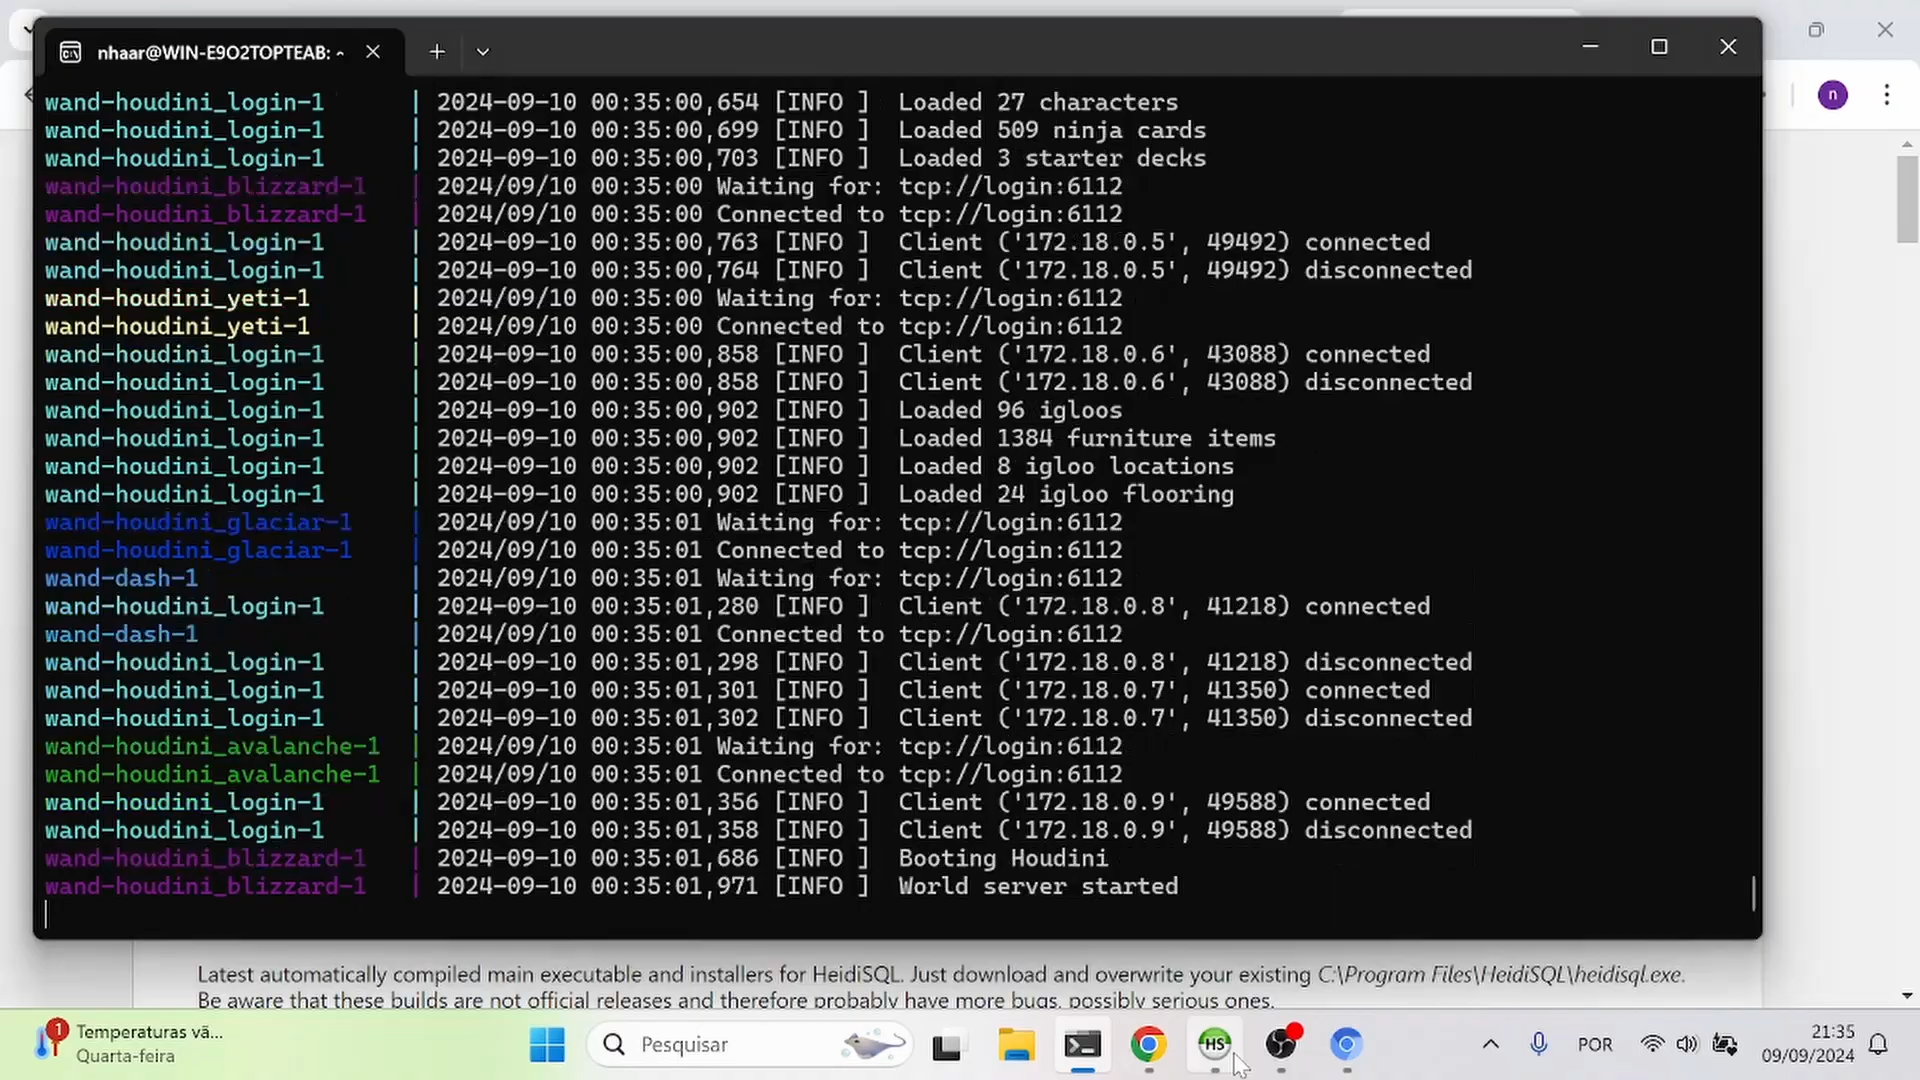 nhaar@WIN-E9O2TOPTEAB: ~
n
wand-houdini_login-1 | 2024-09-10 00:35:00,654 [INFO ] Loaded 27 characters
wand-houdini_login-1 | 2024-09-10 00:35:00,699 [INFO ] Loaded 509 ninja cards
wand-houdini_login-1 | 2024-09-10 00:35:00,703 [INFO ] Loaded 3 starter decks
wand-houdini_blizzard-1 | 2024/09/10 00:35:00 Waiting for: tcp://login:6112
wand-houdini_blizzard-1 | 2024/09/10 00:35:00 Connected to tcp://login:6112
wand-houdini_login-1 | 2024-09-10 00:35:00,763 [INFO ] Client ('172.18.0.5', 49492) connected
wand-houdini_login-1 | 2024-09-10 00:35:00,764 [INFO ] Client ('172.18.0.5', 49492) disconnected
wand-houdini_yeti-1 | 2024/09/10 00:35:00 Waiting for: tcp://login:6112
wand-houdini_yeti-1 | 2024/09/10 00:35:00 Connected to tcp://login:6112
wand-houdini_login-1 | 2024-09-10 00:35:00,858 [INFO ] Client ('172.18.0.6', 43088) connected
wand-houdini_login-1 | 2024-09-10 00:35:00,858 [INFO ] Client ('172.18.0.6', 43088) disconnected
wand-houdini_login-1 | 2024-09-10 00:35:00,902 [INFO ] Loaded 96 igloos
wand-houdini_login-1 | 2024-09-10 00:35:00,902 [INFO ] Loaded 1384 furniture items
wand-houdini_login-1 | 2024-09-10 00:35:00,902 [INFO ] Loaded 8 igloo locations
wand-houdini_login-1 | 2024-09-10 00:35:00,902 [INFO ] Loaded 24 igloo flooring
wand-houdini_glaciar-1 | 2024/09/10 00:35:01 Waiting for: tcp://login:6112
wand-houdini_glaciar-1 | 2024/09/10 00:35:01 Connected to tcp://login:6112
wand-dash-1 | 2024/09/10 00:35:01 Waiting for: tcp://login:6112
wand-houdini_login-1 | 2024-09-10 00:35:01,280 [INFO ] Client ('172.18.0.8', 41218) connected
wand-dash-1 | 2024/09/10 00:35:01 Connected to tcp://login:6112
wand-houdini_login-1 | 2024-09-10 00:35:01,298 [INFO ] Client ('172.18.0.8', 41218) disconnected
wand-houdini_login-1 | 2024-09-10 00:35:01,301 [INFO ] Client ('172.18.0.7', 41350) connected
wand-houdini_login-1 | 2024-09-10 00:35:01,302 [INFO ] Client ('172.18.0.7', 41350) disconnected
wand-houdini_avalanche-1 | 2024/09/10 00:35:01 Waiting for: tcp://login:6112
wand-houdini_avalanche-1 | 2024/09/10 00:35:01 Connected to tcp://login:6112
wand-houdini_login-1 | 2024-09-10 00:35:01,356 [INFO ] Client ('172.18.0.9', 49588) connected
wand-houdini_login-1 | 2024-09-10 00:35:01,358 [INFO ] Client ('172.18.0.9', 49588) disconnected
wand-houdini_blizzard-1 | 2024-09-10 00:35:01,686 [INFO ] Booting Houdini
wand-houdini_blizzard-1 | 2024-09-10 00:35:01,971 [INFO ] World server started
Latest automatically compiled main executable and installers for HeidiSQL. Just download and overwrite your existing C:\Program Files\HeidiSQL\heidisql.exe.
Be aware that these builds are not official releases and therefore probably have more bugs, possibly serious ones.
1
Temperaturas vã...
Quarta-feira
Pesquisar
HS
POR
21:35
09/09/2024